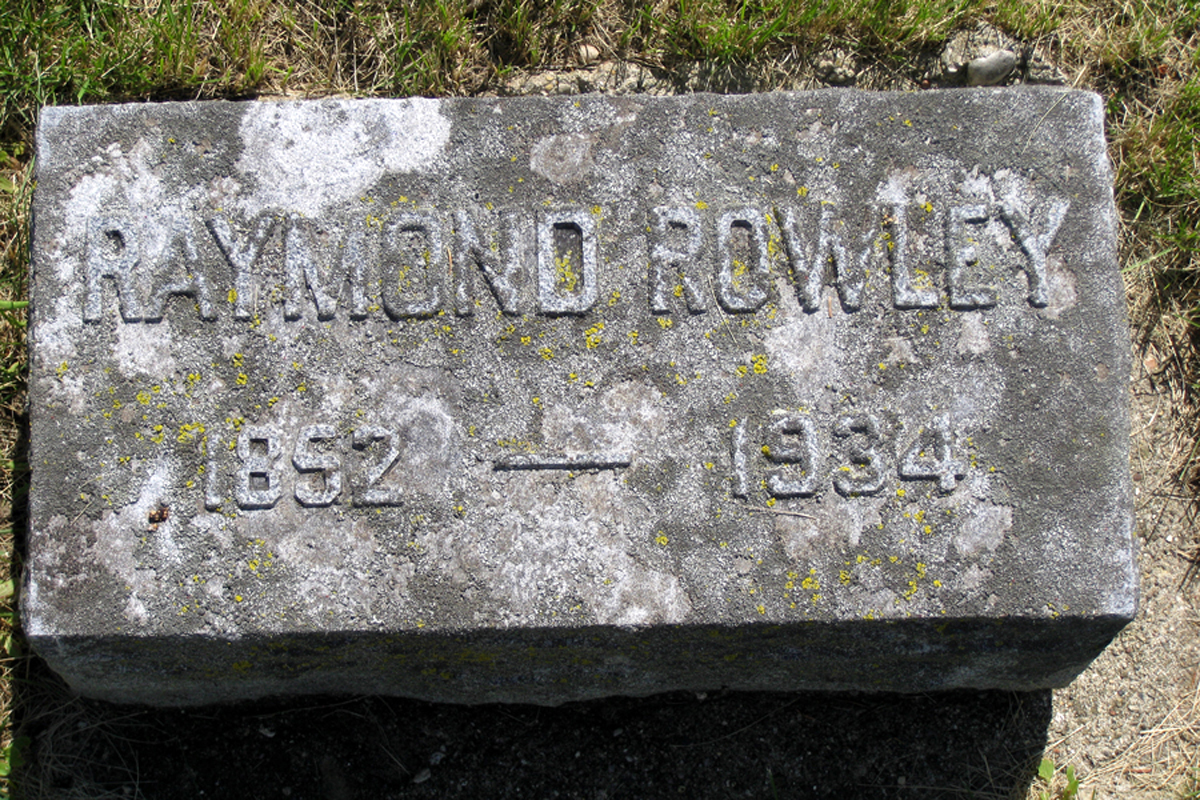 RAYMOND ROWLEY
1852 — 1934